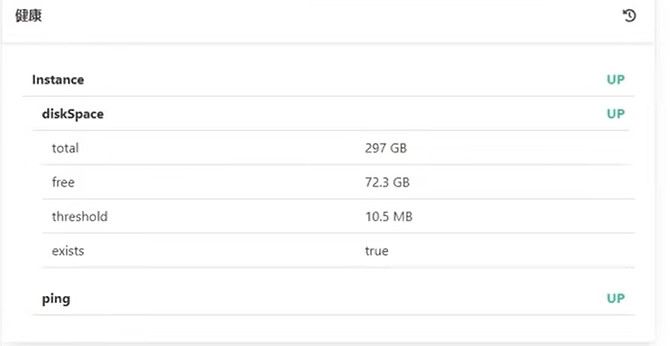 健康
Instance UP
diskSpace UP
total 297 GB
free 72.3 GB
threshold 10.5 MB
exists true
ping UP